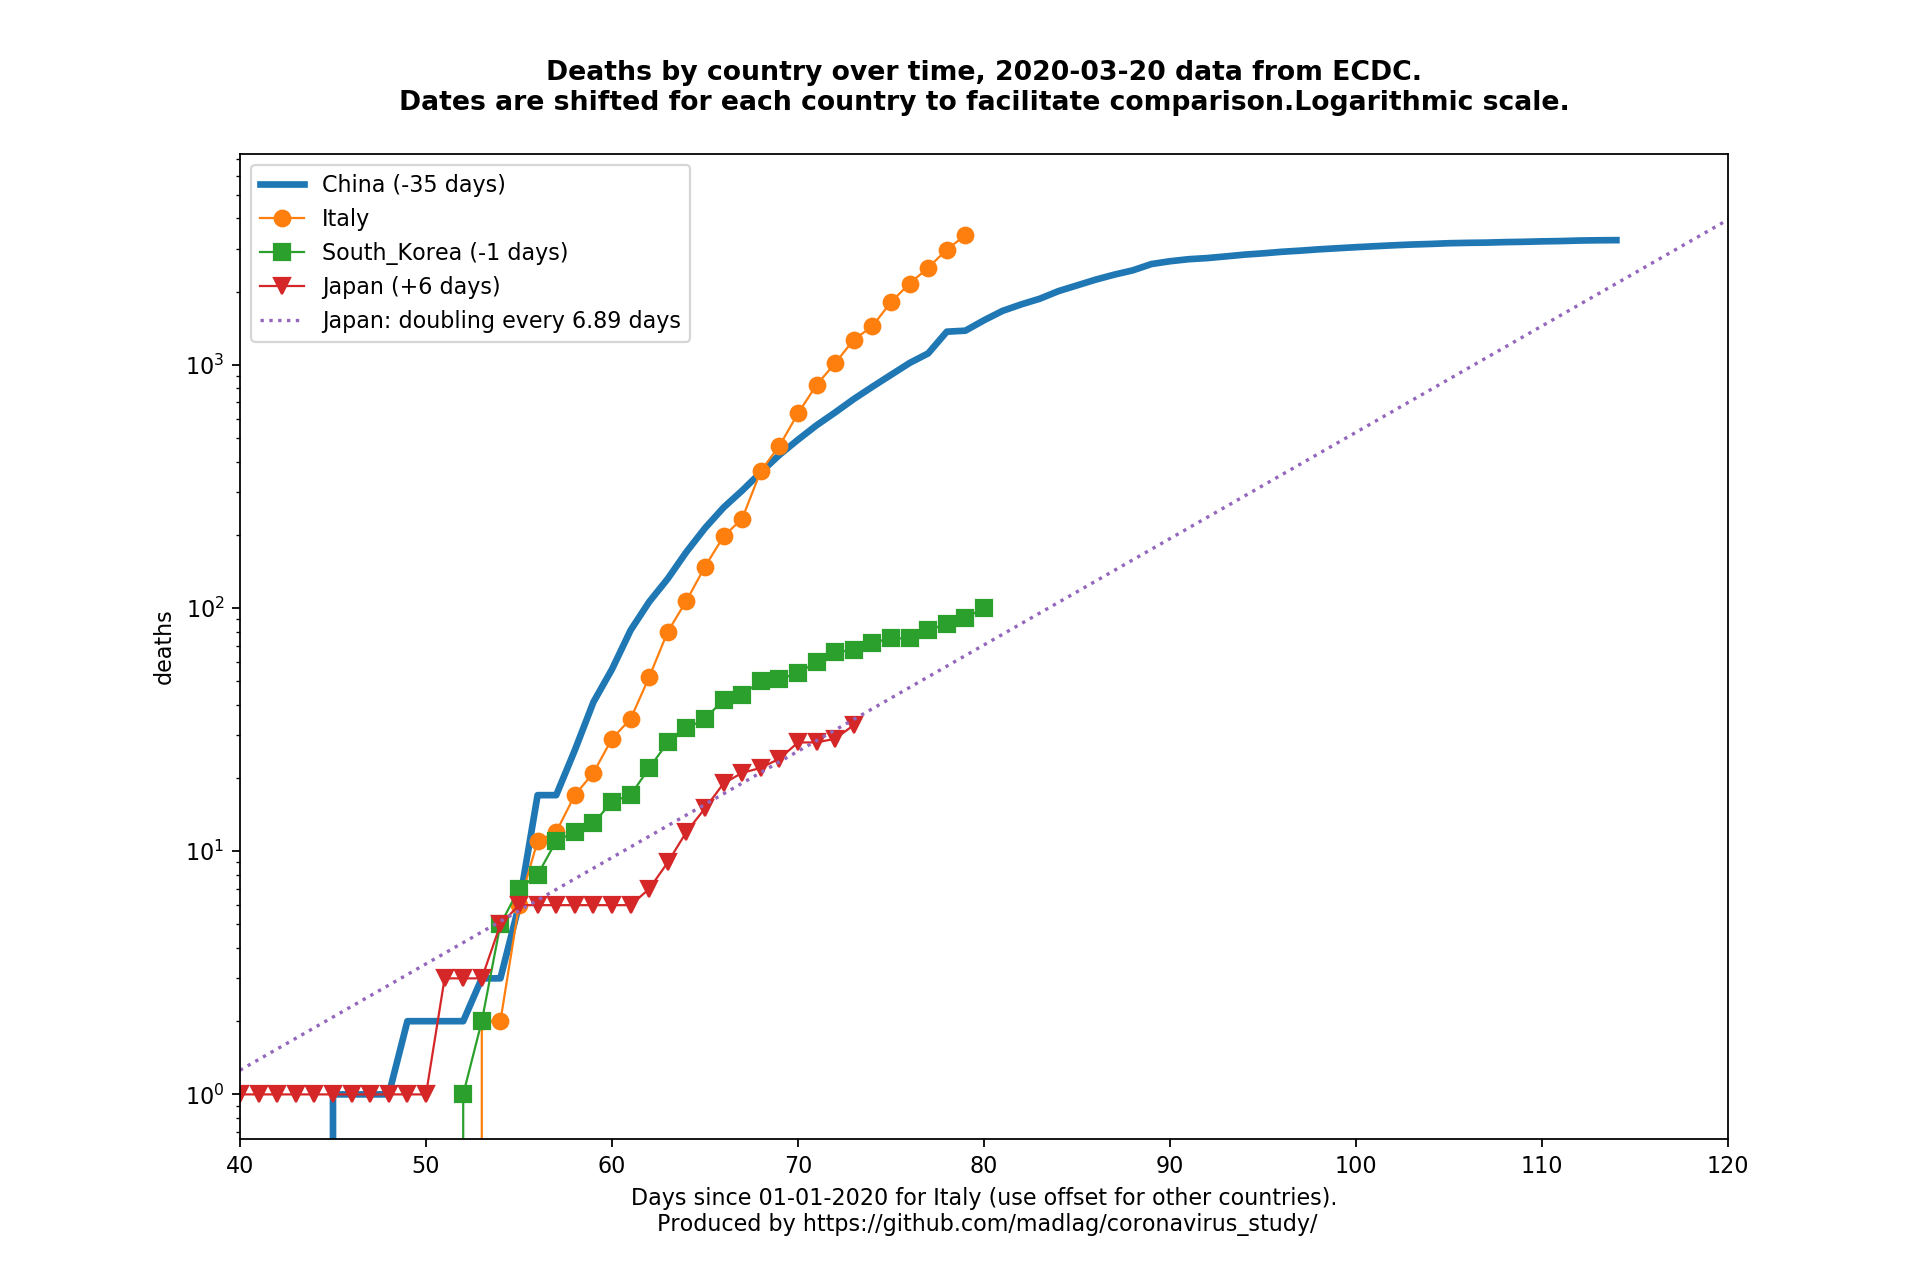 Deaths by country over time, 2020-03-20 data from ECDC.
Dates are shifted for each country to facilitate comparison.Logarithmic scale.
China (-35 days)
Italy
South_Korea (-1 days)
Japan (+6 days)
Japan: doubling every 6.89 days
deaths
10³
10²
10¹
10⁰
40 50 60 70 80 90 100 110 120
Days since 01-01-2020 for Italy (use offset for other countries).
Produced by https://github.com/madlag/coronavirus_study/